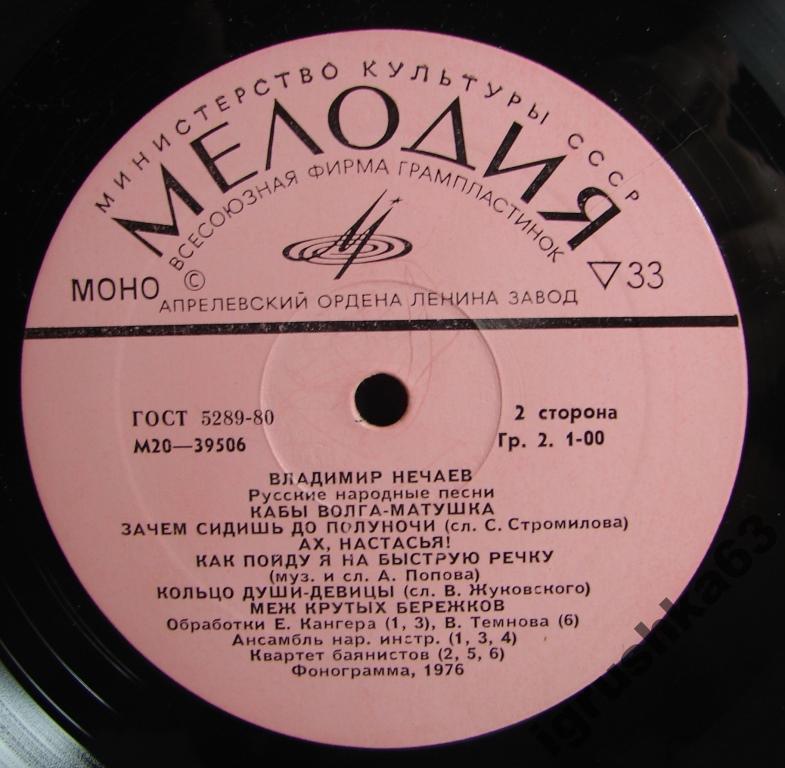 МИНИСТЕРСТВО КУЛЬТУРЫ СССР
МЕЛОДИЯ
ВСЕСОЮЗНАЯ ФИРМА ГРАМПЛАСТИНОК
МОНО © ▽33
АПРЕЛЕВСКИЙ ОРДЕНА ЛЕНИНА ЗАВОД
ГОСТ 5289-80 2 сторона
М20—39506 Гр. 2. 1-00
ВЛАДИМИР НЕЧАЕВ
Русские народные песни
КАБЫ ВОЛГА-МАТУШКА
ЗАЧЕМ СИДИШЬ ДО ПОЛУНОЧИ (сл. С. Стромилова)
АХ, НАСТАСЬЯ!
КАК ПОЙДУ Я НА БЫСТРУЮ РЕЧКУ
(муз. и сл. А. Попова)
КОЛЬЦО ДУШИ-ДЕВИЦЫ (сл. В. Жуковского)
МЕЖ КРУТЫХ БЕРЕЖКОВ
Обработки Е. Кангера (1, 3), В. Темнова (6)
Ансамбль нар. инстр. (1, 3, 4)
Квартет баянистов (2, 5, 6)
Фонограмма, 1976
igrushka63